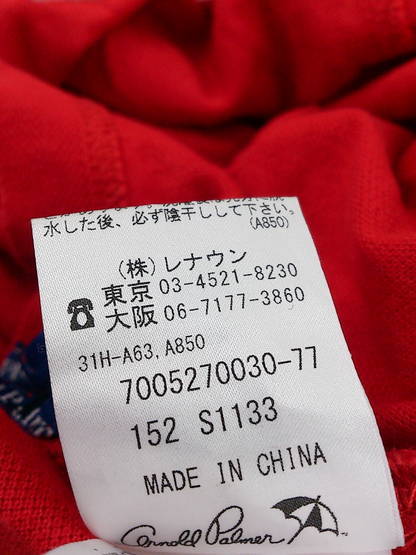 水した後、必ず陰干しして下さい。
(A850)
(株)レナウン
東京 03-4521-8230
☎大阪 06-7177-3860
31H-A63,A850
7005270030-77
152 S1133
MADE IN CHINA
Arnold Palmer